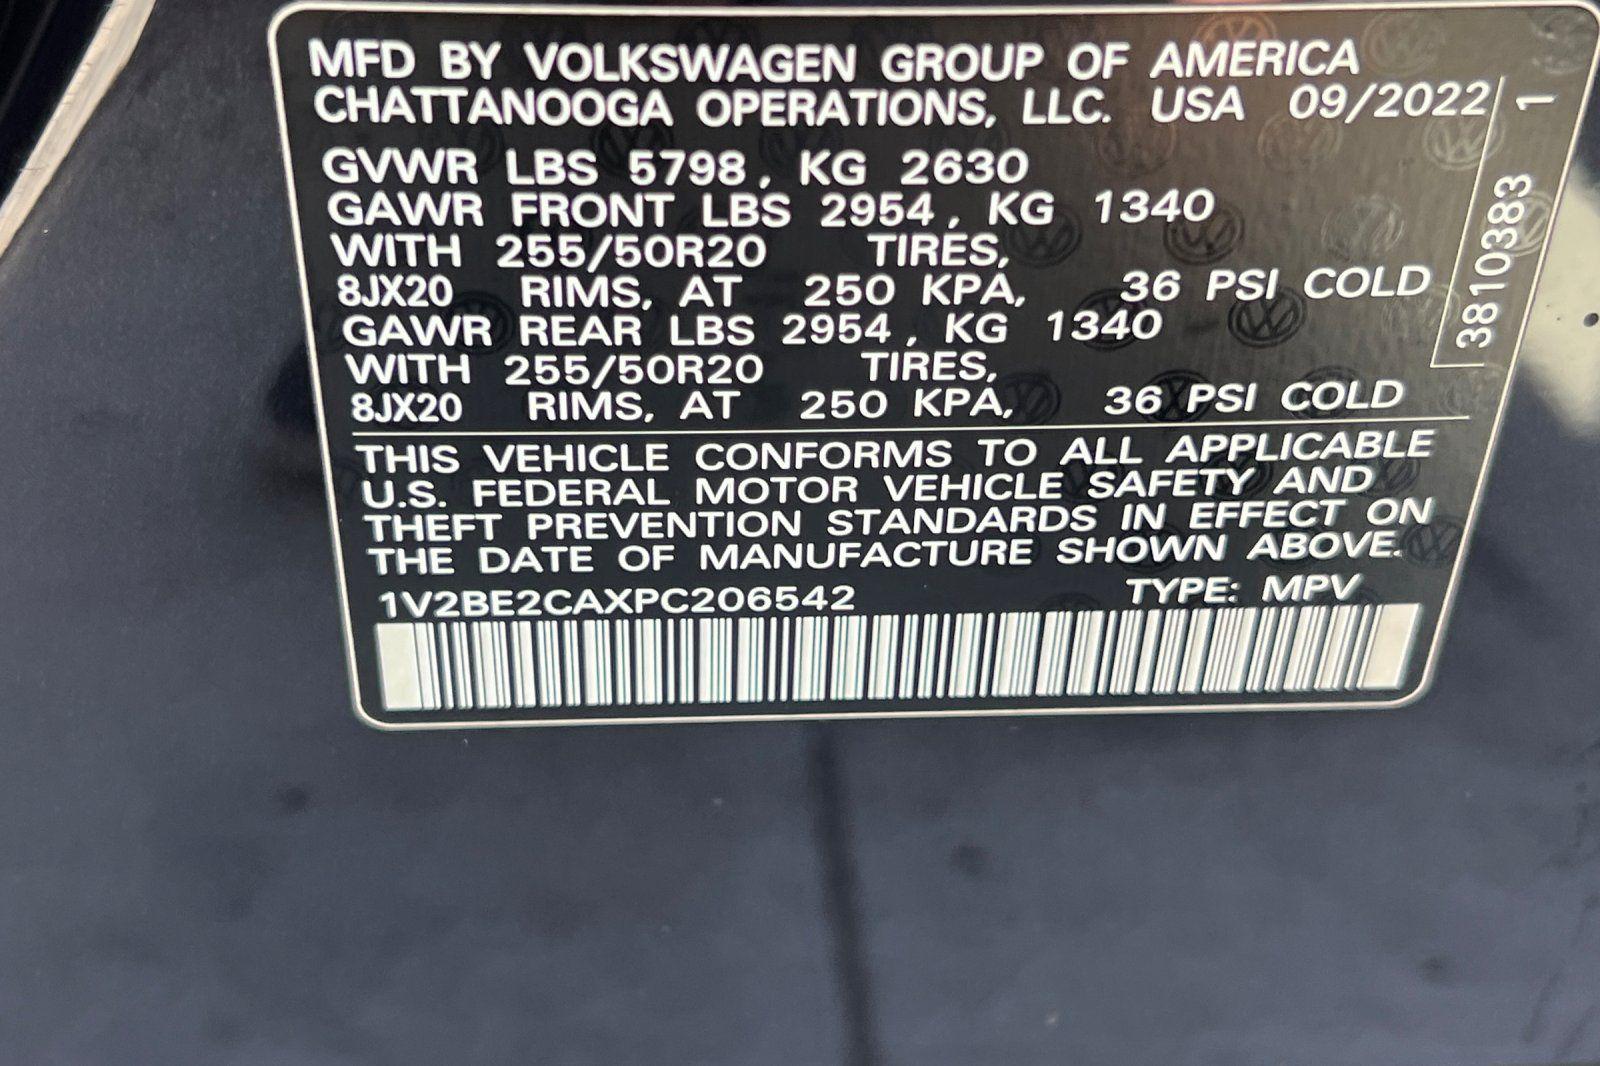 MFD BY VOLKSWAGEN GROUP OF AMERICA
CHATTANOOGA OPERATIONS, LLC. USA 09/2022
GVWR LBS 5798, KG 2630
GAWR FRONT LBS 2954, KG 1340
WITH 255/50R20 TIRES,
8JX20 RIMS, AT 250 KPA, 36 PSI COLD
GAWR REAR LBS 2954, KG 1340
WITH 255/50R20 TIRES,
8JX20 RIMS, AT 250 KPA, 36 PSI COLD
THIS VEHICLE CONFORMS TO ALL APPLICABLE
U.S. FEDERAL MOTOR VEHICLE SAFETY AND
THEFT PREVENTION STANDARDS IN EFFECT ON
THE DATE OF MANUFACTURE SHOWN ABOVE.
1V2BE2CAXPC206542 TYPE: MPV
3810383 1